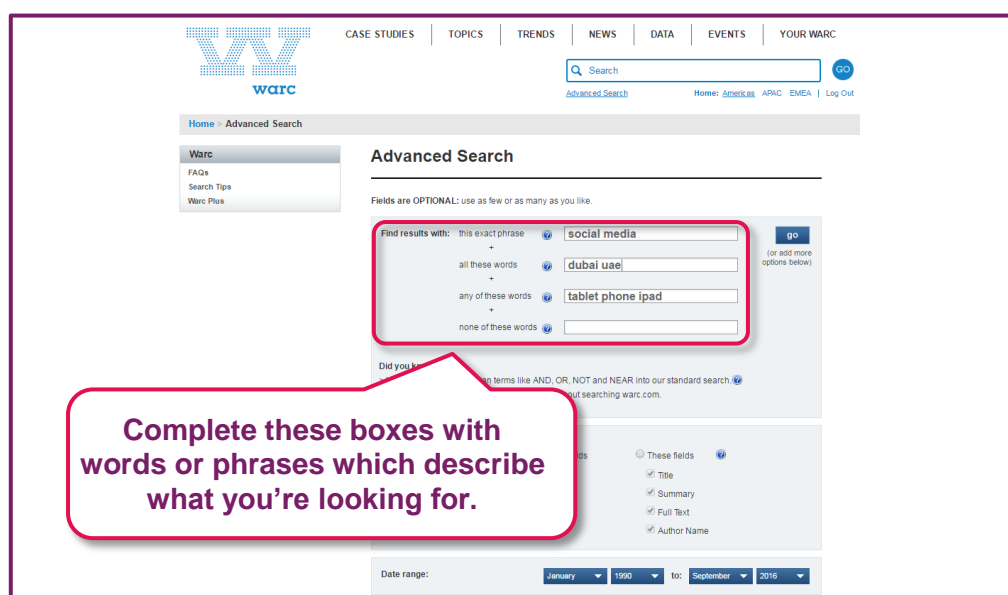 CASE STUDIES TOPICS TRENDS NEWS DATA EVENTS YOUR WARC
warc
Search GO
Advanced Search Home: Americas APAC EMEA | Log Out
Home > Advanced Search
Warc
FAQs
Search Tips
Warc Plus
Advanced Search
Fields are OPTIONAL: use as few or as many as you like.
Find results with: this exact phrase social media go
+
(or add more
options below)
all these words dubai uae
+
any of these words tablet phone ipad
+
none of these words
Did you
terms like AND, OR, NOT and NEAR into our standard search.
searching warc.com.
Complete these boxes with
words or phrases which describe
what you're looking for.
These fields
Title
Summary
Full Text
Author Name
Date range: January 1990 to: September 2016